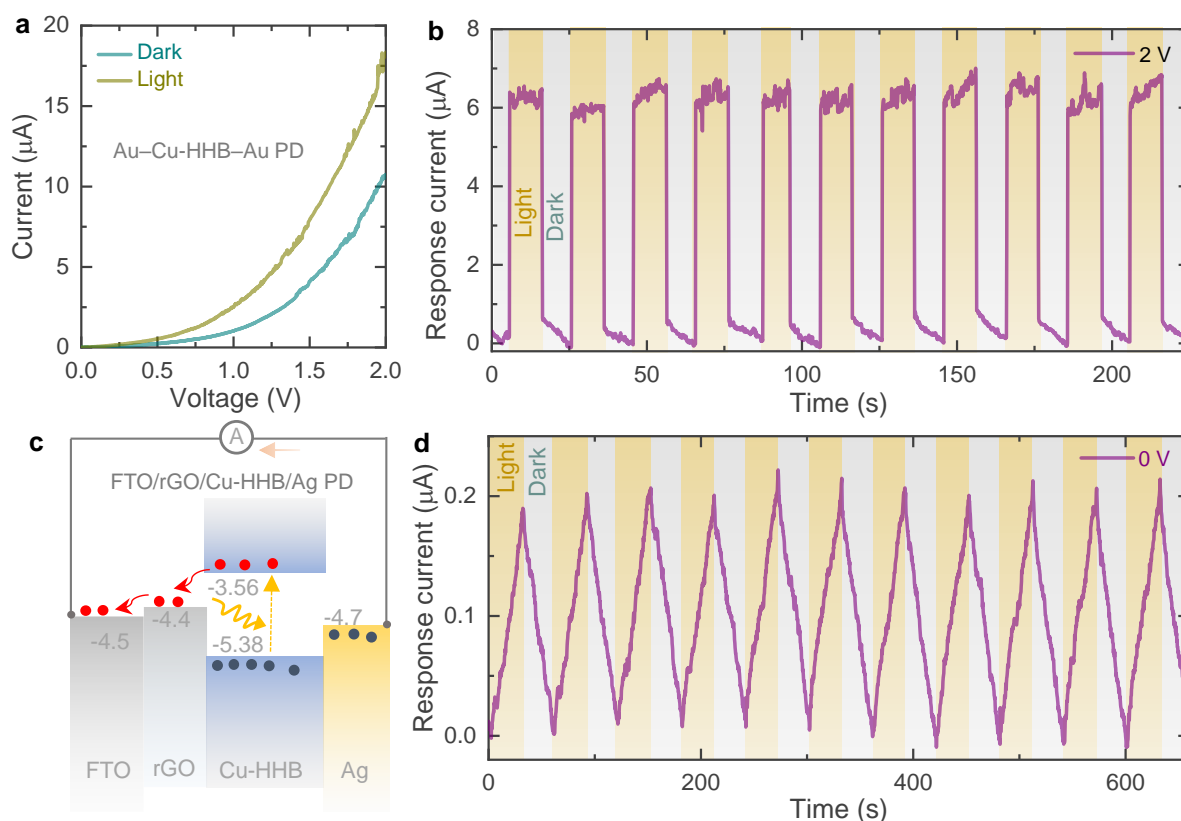 a
20
15
10
5
0
Current (μA)
Dark
Light
Au–Cu-HHB–Au PD
0.0
0.5
1.0
1.5
2.0
Voltage (V)
b
8
6
4
2
0
Response current (μA)
2 V
Light
Dark
0
50
100
150
200
Time (s)
c
A
FTO/rGO/Cu-HHB/Ag PD
-3.56
-4.4
-4.5
-5.38
-4.7
FTO
rGO
Cu-HHB
Ag
d
0.2
0.1
0.0
Response current (μA)
Light
Dark
0 V
0
200
400
600
Time (s)